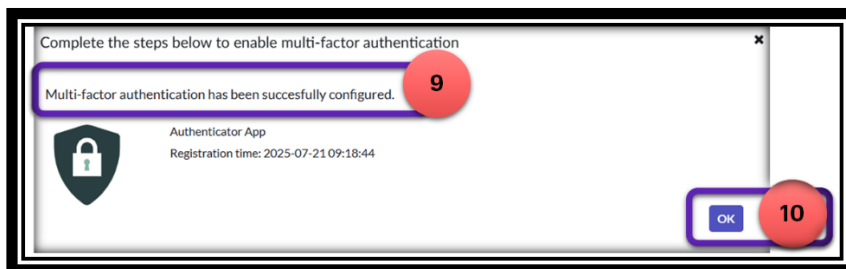 Complete the steps below to enable multi-factor authentication
×
9
Multi-factor authentication has been succesfully configured.
Authenticator App
Registration time: 2025-07-21 09:18:44
OK
10